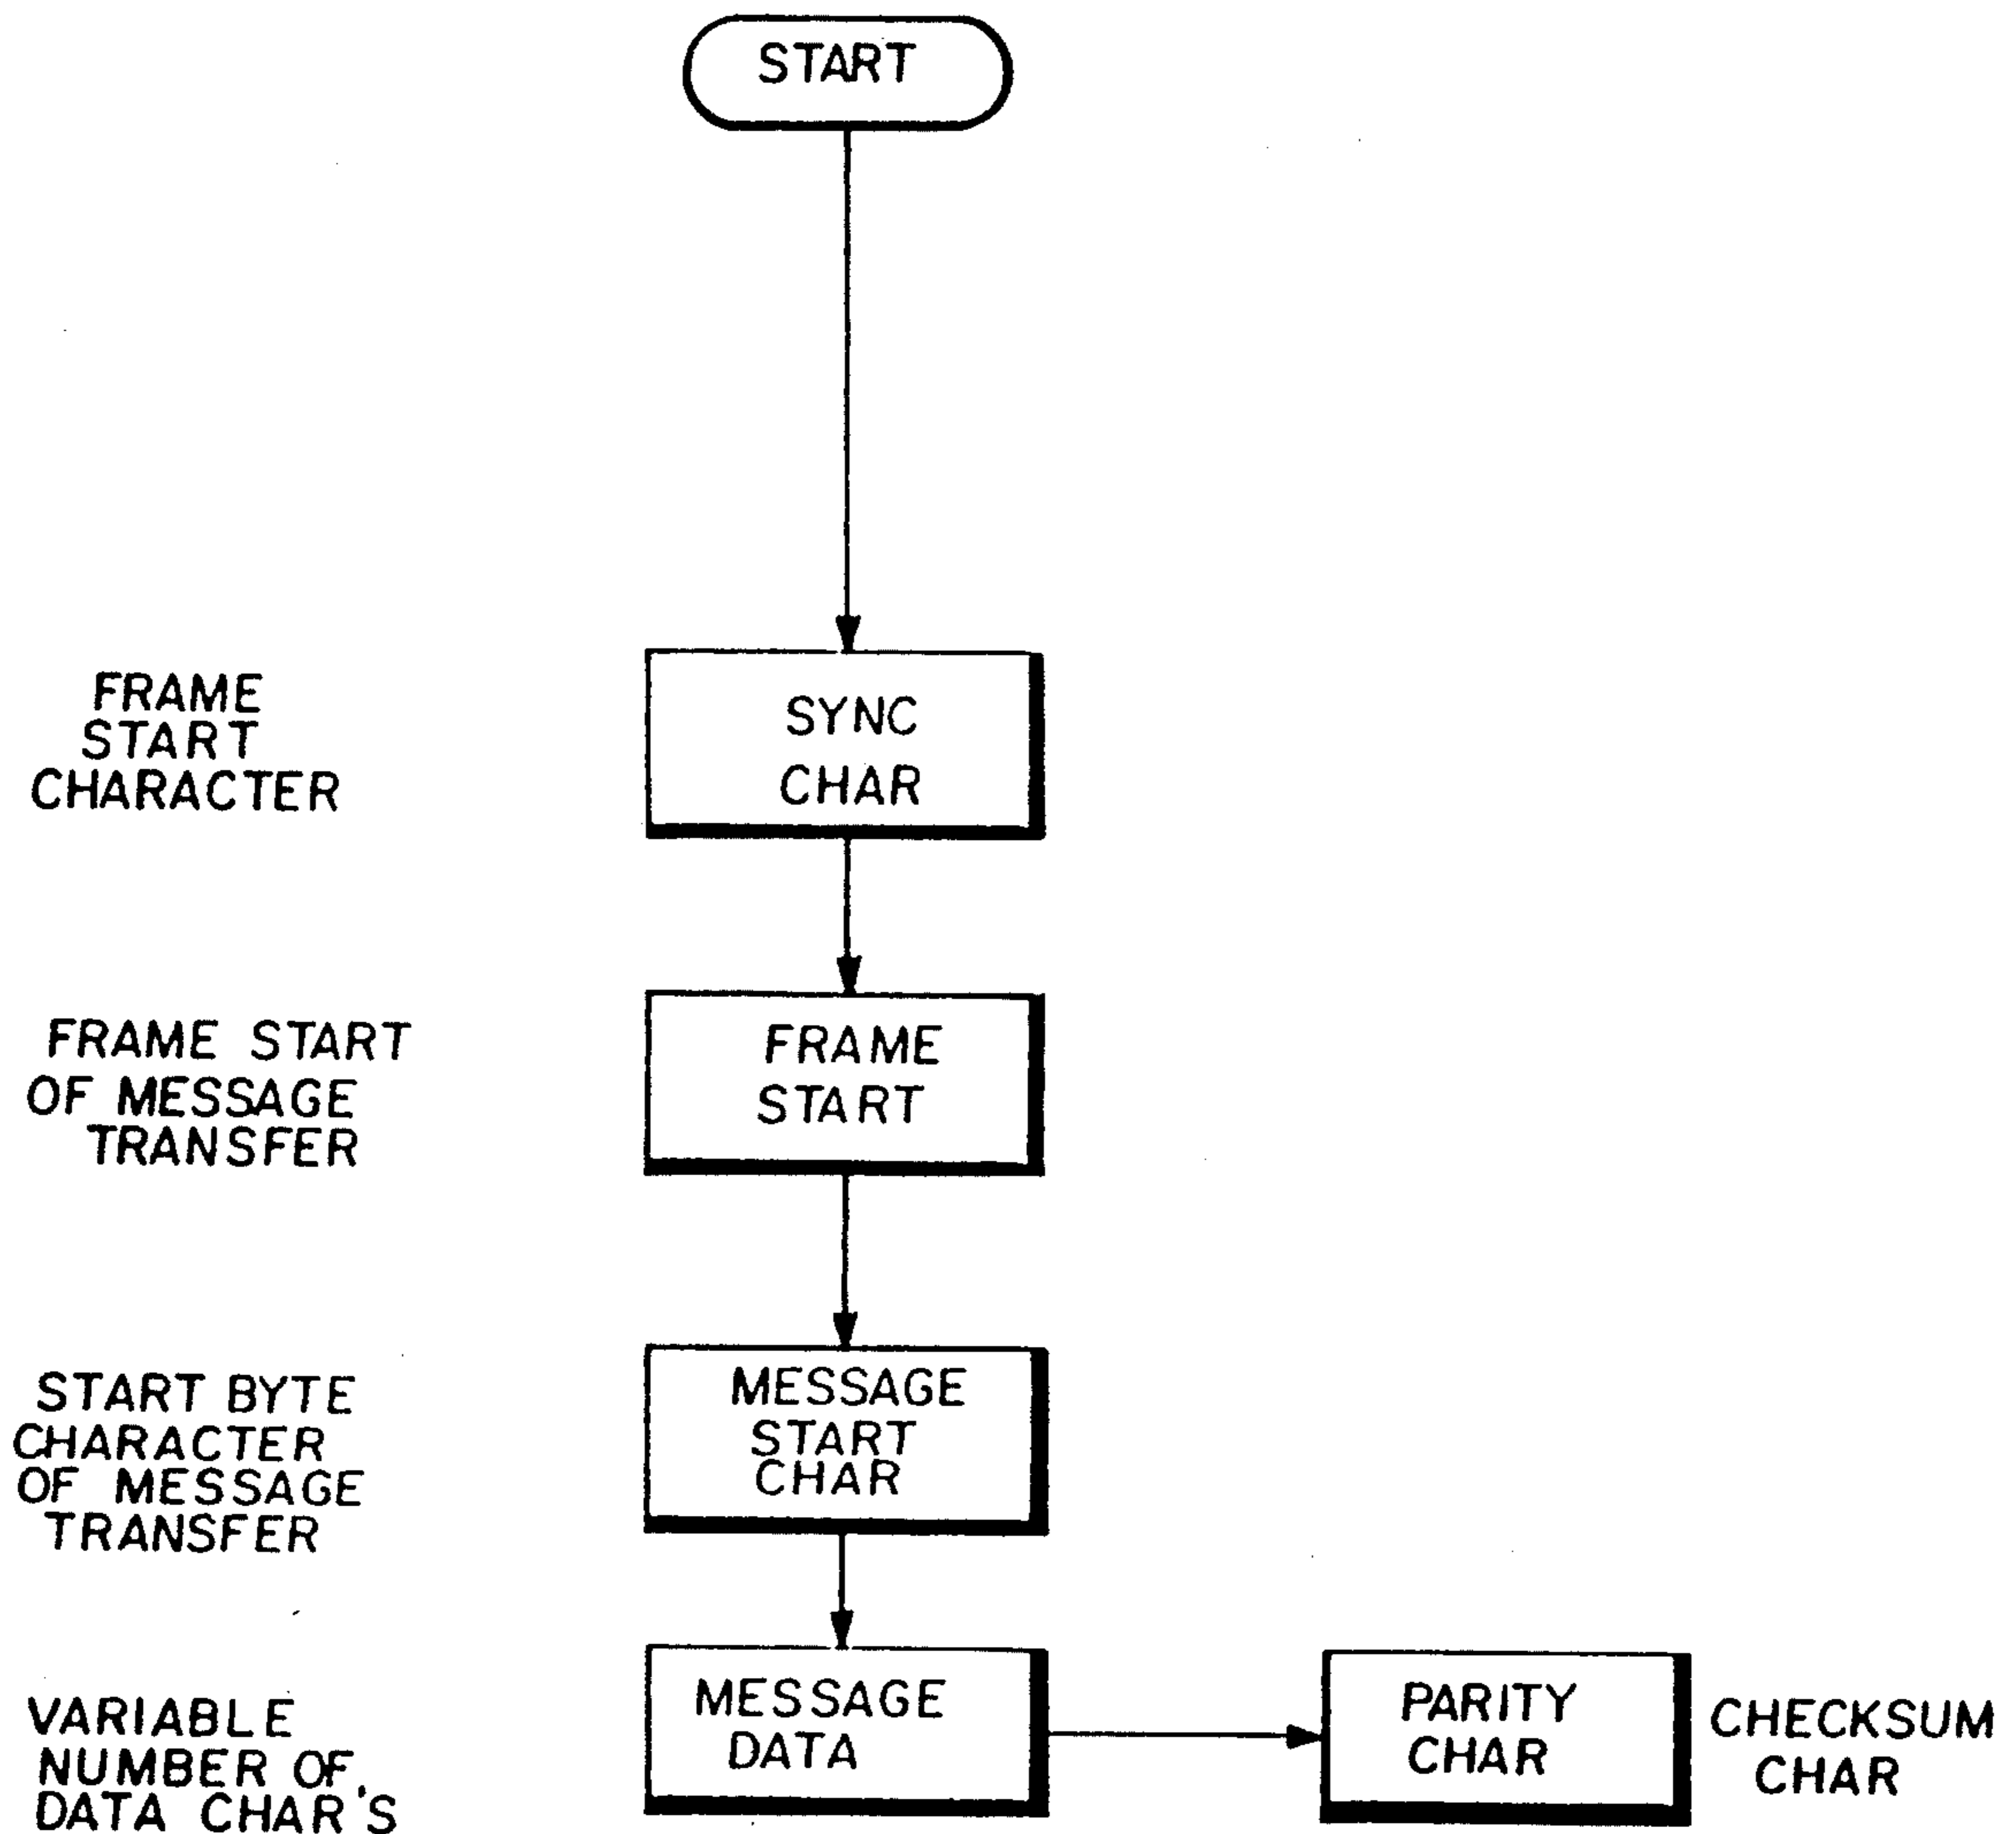 START
FRAME
START
CHARACTER
SYNC
CHAR
FRAME START
OF MESSAGE
TRANSFER
FRAME
START
START BYTE
CHARACTER
OF MESSAGE
TRANSFER
MESSAGE
START
CHAR
VARIABLE
NUMBER OF
DATA CHAR'S
MESSAGE
DATA
PARITY
CHAR
CHECKSUM
CHAR